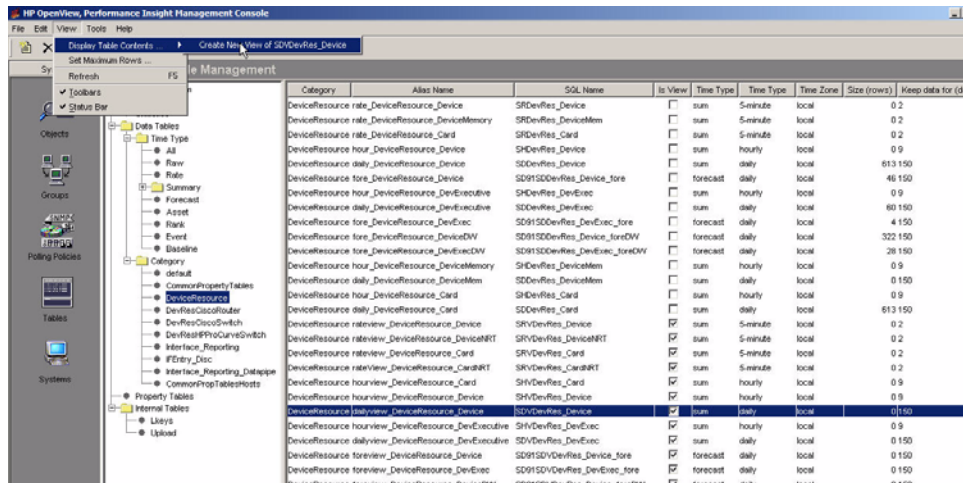 HP OpenView, Performance Insight Management Console
File Edit View Tools Help
Display Table Contents ... Create New View of SDVDevRes_Device
Set Maximum Rows ...
Refresh F5
Toolbars
Status Bar
Sy
le Management
Objects
Groups
Polling Policies
Tables
Systems
Data Tables
Time Type
All
Raw
Rate
Summary
Forecast
Asset
Rank
Event
Baseline
Category
default
CommonPropertyTables
DeviceResource
DevResCiscoRouter
DevResCiscoSwitch
DevResHPProCurveSwitch
Interface_Reporting
IFEntry_Disc
Interface_Reporting_Datapipe
CommonPropTablesHosts
Property Tables
Internal Tables
Lkeys
Upload
Category Alias Name SQL Name Is View Time Type Time Type Time Zone Size (rows) Keep data for (d
DeviceResource rate_DeviceResource_Device SRDevRes_Device sum 5-minute local 0 2
DeviceResource rate_DeviceResource_DeviceMemory SRDevRes_DeviceMem sum 5-minute local 0 2
DeviceResource rate_DeviceResource_Card SRDevRes_Card sum 5-minute local 0 2
DeviceResource hour_DeviceResource_Device SHDevRes_Device sum hourly local 0 9
DeviceResource daily_DeviceResource_Device SDDevRes_Device sum daily local 613 150
DeviceResource fore_DeviceResource_Device SD91SDDevRes_Device_fore forecast daily local 46 150
DeviceResource hour_DeviceResource_DevExecutive SHDevRes_DevExec sum hourly local 0 9
DeviceResource daily_DeviceResource_DevExecutive SDDevRes_DevExec sum daily local 60 150
DeviceResource fore_DeviceResource_DevExec SD91SDDevRes_DevExec_fore forecast daily local 4 150
DeviceResource fore_DeviceResource_DeviceDW SD91SDDevRes_Device_foreDW forecast daily local 322 150
DeviceResource fore_DeviceResource_DevExecDW SD91SDDevRes_DevExec_foreDW forecast daily local 28 150
DeviceResource hour_DeviceResource_DeviceMemory SHDevRes_DeviceMem sum hourly local 0 9
DeviceResource daily_DeviceResource_DeviceMem SDDevRes_DeviceMem sum daily local 0 150
DeviceResource hour_DeviceResource_Card SHDevRes_Card sum hourly local 0 9
DeviceResource daily_DeviceResource_Card SDDevRes_Card sum daily local 613 150
DeviceResource rateview_DeviceResource_Device SRVDevRes_Device sum 5-minute local 0 2
DeviceResource rateview_DeviceResource_DeviceNRT SRVDevRes_DeviceNRT sum 5-minute local 0 2
DeviceResource rateview_DeviceResource_Card SRVDevRes_Card sum 5-minute local 0 2
DeviceResource rateView_DeviceResource_CardNRT SRVDevRes_CardNRT sum 5-minute local 0 2
DeviceResource hourview_DeviceResource_Card SHVDevRes_Card sum hourly local 0 9
DeviceResource hourview_DeviceResource_Device SHVDevRes_Device sum hourly local 0 9
DeviceResource dailyview_DeviceResource_Device SDVDevRes_Device sum daily local 0 150
DeviceResource hourview_DeviceResource_DevExecutive SHVDevRes_DevExec sum hourly local 0 9
DeviceResource dailyview_DeviceResource_DevExecutive SDVDevRes_DevExec sum daily local 0 150
DeviceResource foreview_DeviceResource_Device SD91SDVDevRes_Device_fore forecast daily local 0 150
DeviceResource foreview_DeviceResource_DevExec SD91SDVDevRes_DevExec_fore forecast daily local 0 150